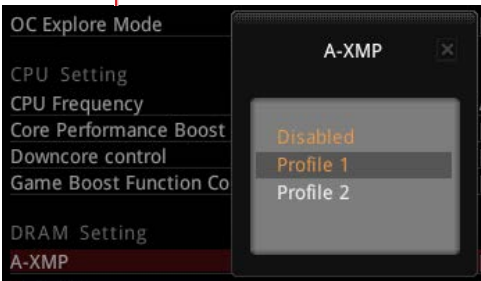 OC Explore Mode
CPU Setting
CPU Frequency
Core Performance Boost
Downcore control
Game Boost Function Co
DRAM Setting
A-XMP
A-XMP
Disabled
Profile 1
Profile 2